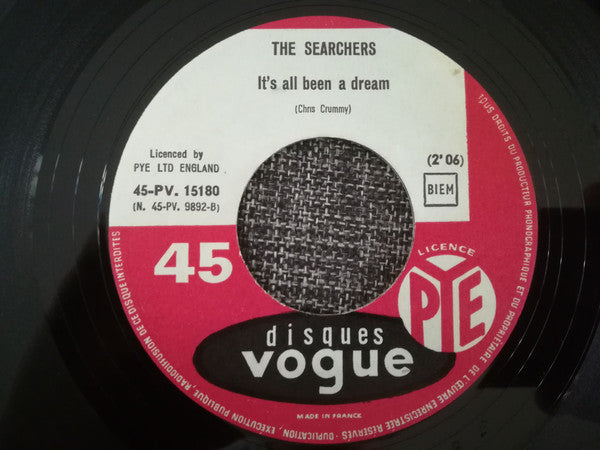 THE SEARCHERS
It's all been a dream
(Chris Crummy)
Licenced by
PYE LTD ENGLAND
45-PV. 15180
(N. 45-PV. 9892-B)
(2' 06)
BIEM
45
LICENCE
PYE
disques
vogue
MADE IN FRANCE
TOUS DROITS DU PRODUCTEUR PHONOGRAPHIQUE ET DU PROPRIÉTAIRE DE L'ŒUVRE ENREGISTRÉE RÉSERVÉS - DUPLICATION, EXÉCUTION PUBLIQUE, RADIODIFFUSION DE CE DISQUE INTERDITES